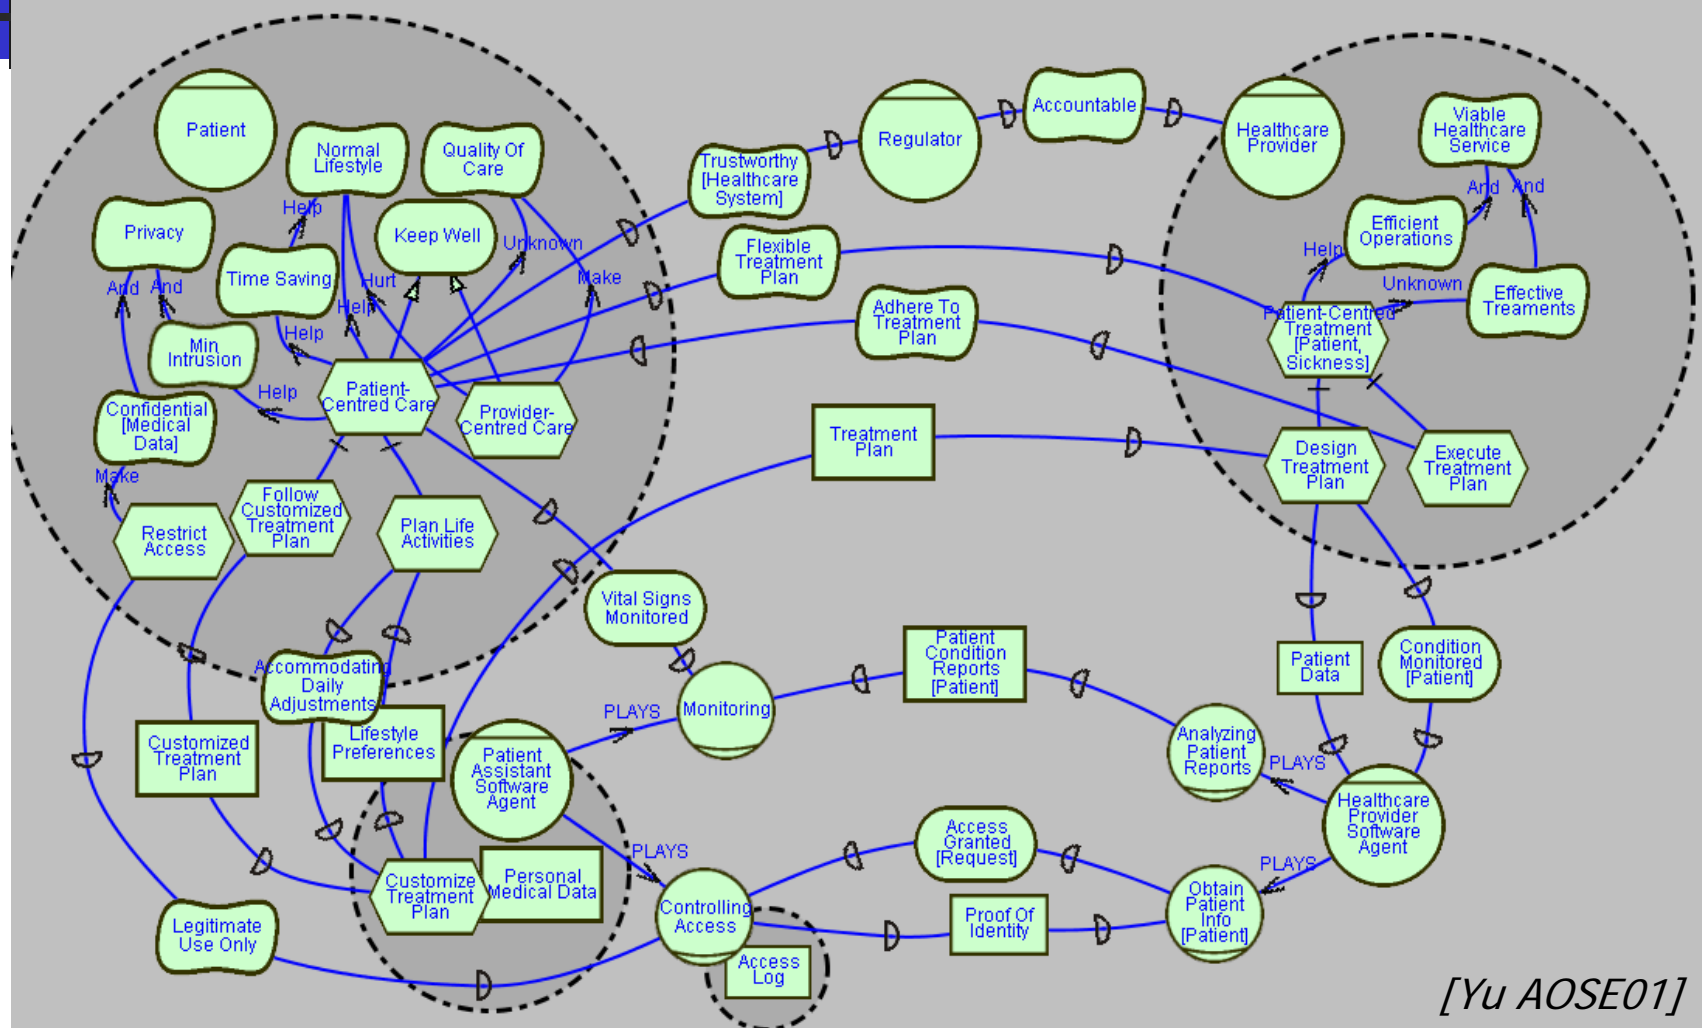 Patient
Normal
Lifestyle
Quality Of
Care
Privacy
Help
Keep Well
Time Saving
Unknown
Hurt
Make
And
And
Help
Help
Min
Intrusion
Help
Patient-
Centred Care
Provider-
Centred Care
Confidential
[Medical
Data]
Make
Restrict
Access
Follow
Customized
Treatment
Plan
Plan Life
Activities
Trustworthy
[Healthcare
System]
Regulator
Accountable
Healthcare
Provider
Viable
Healthcare
Service
And
And
Efficient
Operations
Help
Unknown
Effective
Treaments
Flexible
Treatment
Plan
Adhere To
Treatment
Plan
Patient-Centred
Treatment
[Patient,
Sickness]
Treatment
Plan
Design
Treatment
Plan
Execute
Treatment
Plan
Vital Signs
Monitored
Patient
Condition
Reports
[Patient]
Patient
Data
Condition
Monitored
[Patient]
Accommodating
Daily
Adjustments
Lifestyle
Preferences
Customized
Treatment
Plan
PLAYS
Monitoring
Patient
Assistant
Software
Agent
Analyzing
Patient
Reports
PLAYS
Healthcare
Provider
Software
Agent
PLAYS
PLAYS
Access
Granted
[Request]
Customize
Treatment
Plan
Personal
Medical Data
Controlling
Access
Proof Of
Identity
Obtain
Patient
Info
[Patient]
Legitimate
Use Only
Access
Log
[Yu AOSE01]